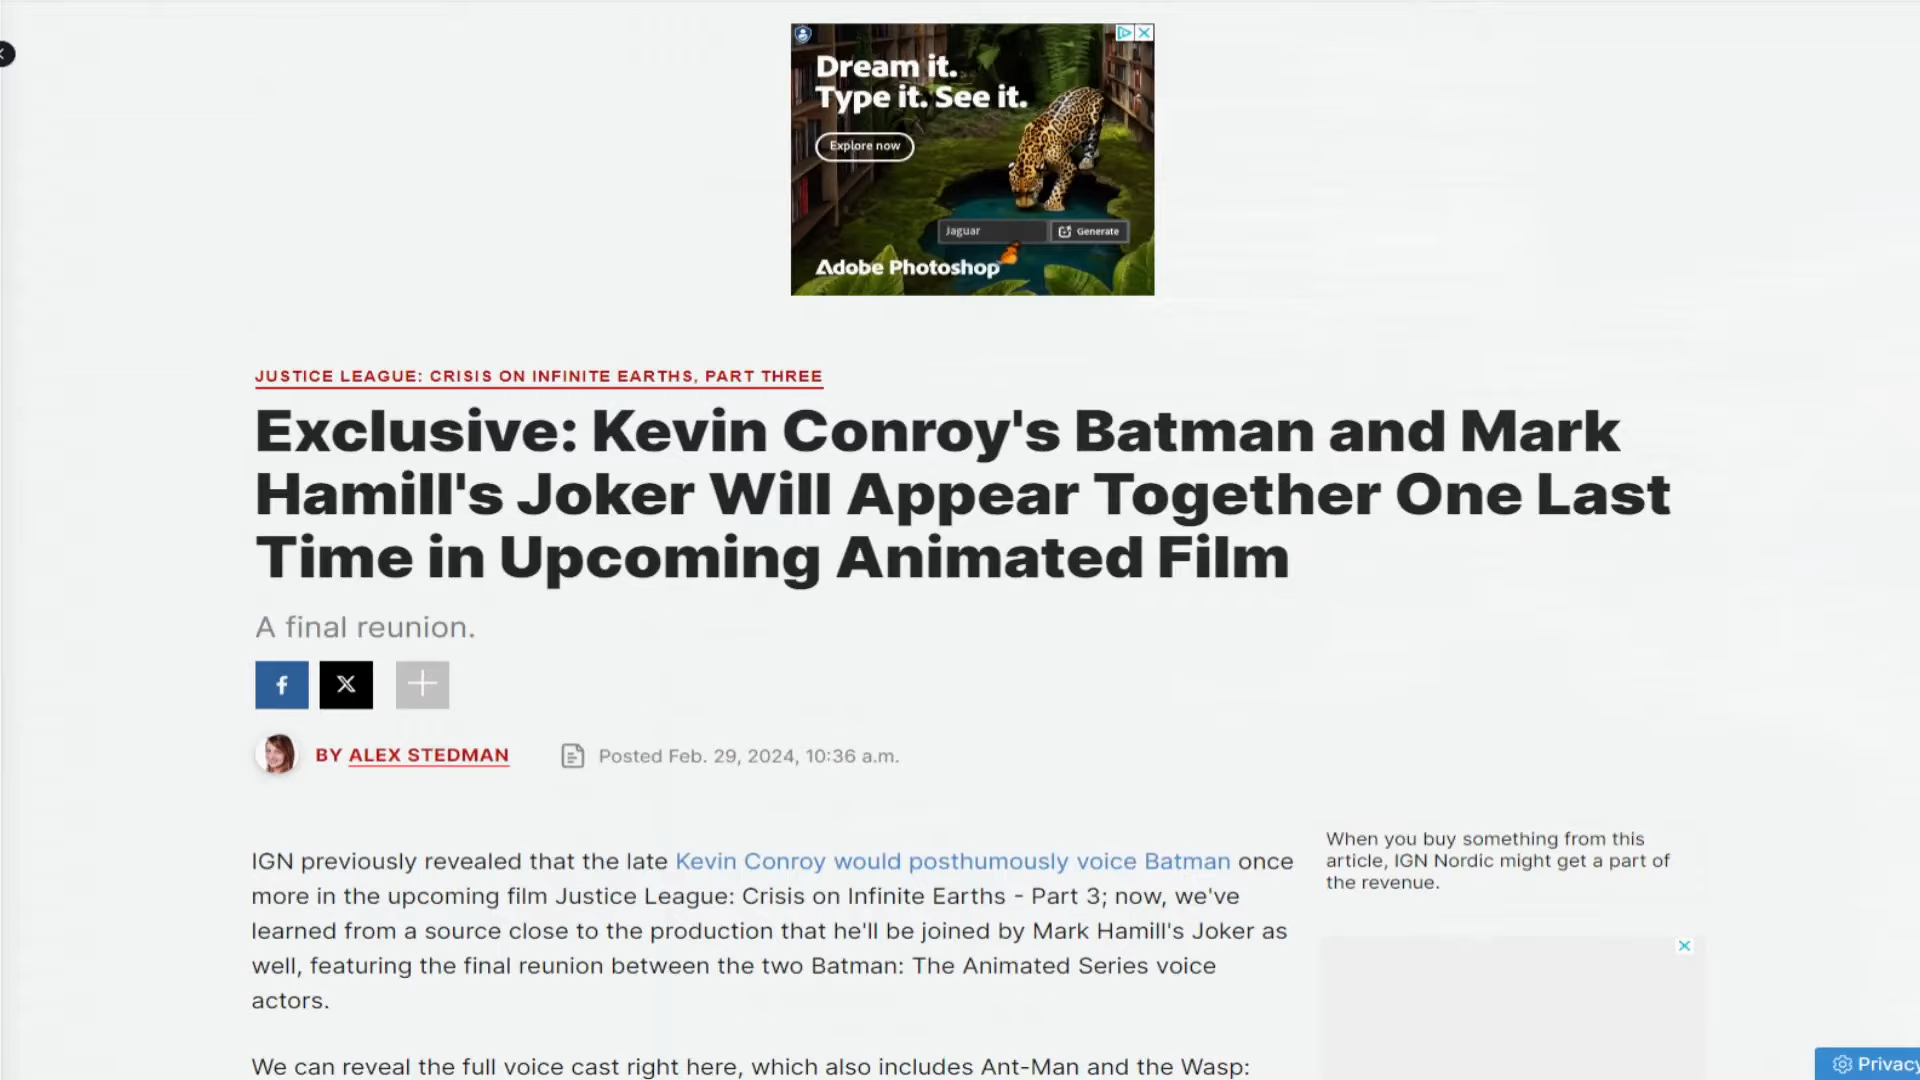 Dream it.
Type it. See it.
Explore now
Jaguar
Generate
Adobe Photoshop
JUSTICE LEAGUE: CRISIS ON INFINITE EARTHS, PART THREE
Exclusive: Kevin Conroy's Batman and Mark
Hamill's Joker Will Appear Together One Last
Time in Upcoming Animated Film
A final reunion.
BY ALEX STEDMAN
Posted Feb. 29, 2024, 10:36 a.m.
IGN previously revealed that the late Kevin Conroy would posthumously voice Batman once
more in the upcoming film Justice League: Crisis on Infinite Earths - Part 3; now, we've
learned from a source close to the production that he'll be joined by Mark Hamill's Joker as
well, featuring the final reunion between the two Batman: The Animated Series voice
actors.
We can reveal the full voice cast right here, which also includes Ant-Man and the Wasp:
When you buy something from this
article, IGN Nordic might get a part of
the revenue.
Privacy